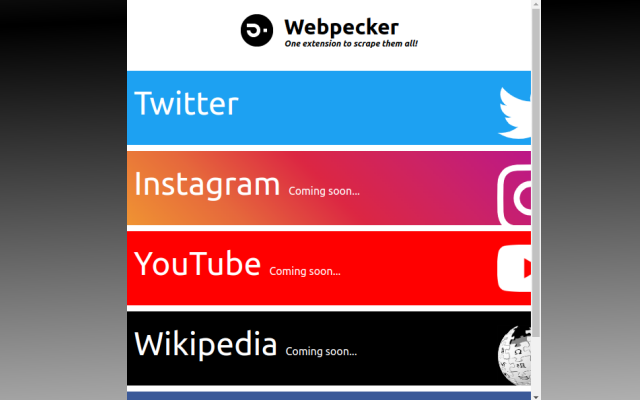 Webpecker
One extension to scrape them all!
Twitter
Instagram Coming soon...
YouTube Coming soon...
Wikipedia Coming soon...